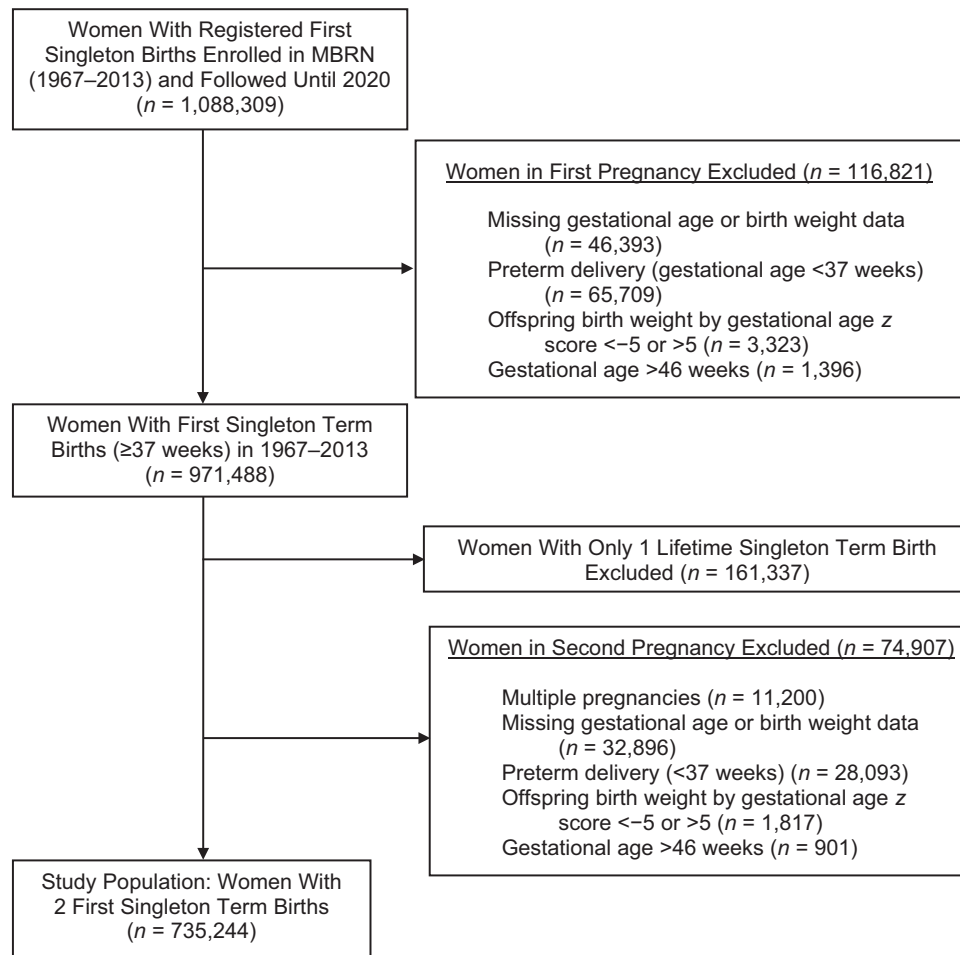 Women With Registered First
Singleton Births Enrolled in MBRN
(1967–2013) and Followed Until 2020
(n = 1,088,309)
Women in First Pregnancy Excluded (n = 116,821)
Missing gestational age or birth weight data
(n = 46,393)
Preterm delivery (gestational age <37 weeks)
(n = 65,709)
Offspring birth weight by gestational age z
score <−5 or >5 (n = 3,323)
Gestational age >46 weeks (n = 1,396)
Women With First Singleton Term
Births (≥37 weeks) in 1967–2013
(n = 971,488)
Women With Only 1 Lifetime Singleton Term Birth
Excluded (n = 161,337)
Women in Second Pregnancy Excluded (n = 74,907)
Multiple pregnancies (n = 11,200)
Missing gestational age or birth weight data
(n = 32,896)
Preterm delivery (<37 weeks) (n = 28,093)
Offspring birth weight by gestational age z
score <−5 or >5 (n = 1,817)
Gestational age >46 weeks (n = 901)
Study Population: Women With
2 First Singleton Term Births
(n = 735,244)